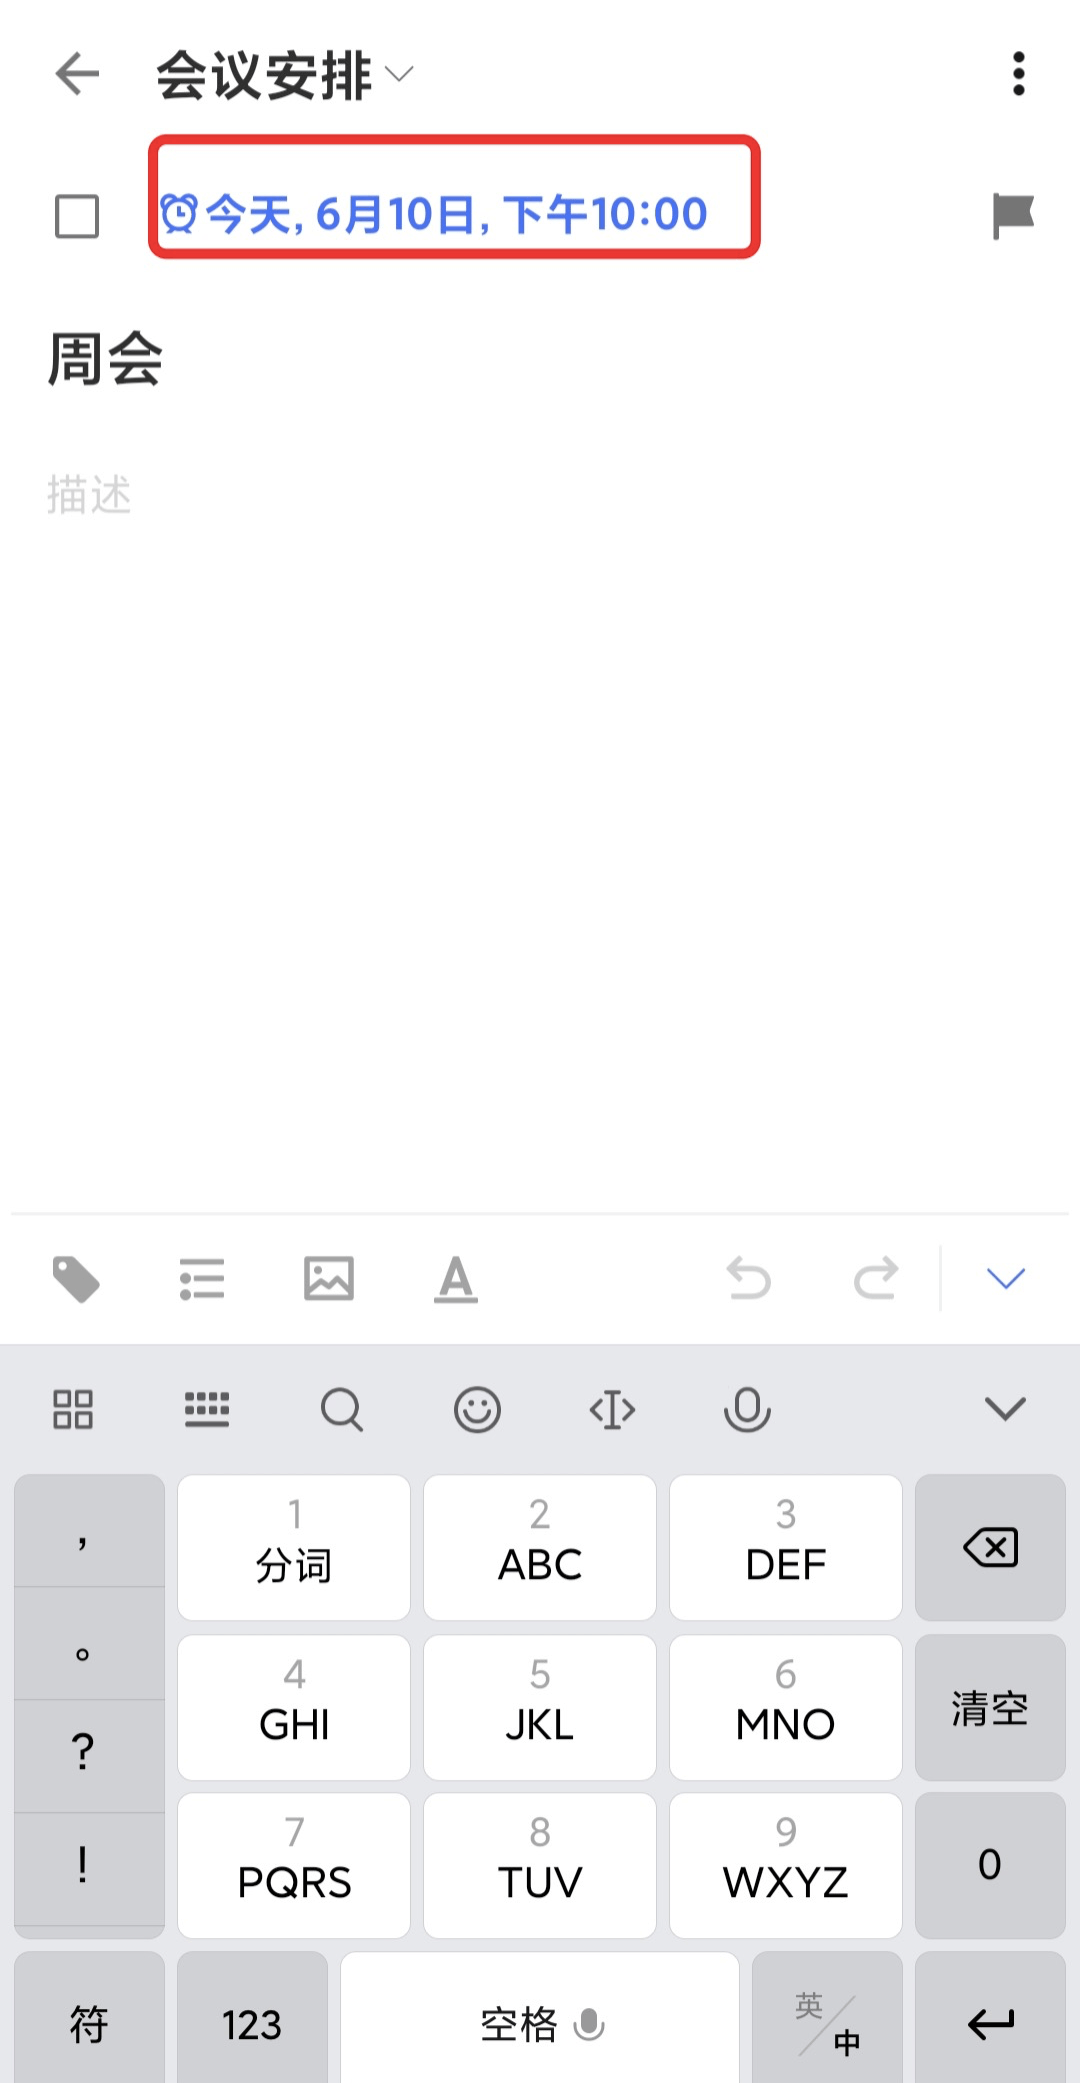 会议安排
今天, 6月10日, 下午10:00
周会
描述
A
, 1 2 3
分词 ABC DEF
。 4 5 6
GHI JKL MNO 清空
? 7 8 9
PQRS TUV WXYZ 0
!
符 123 空格 英/中